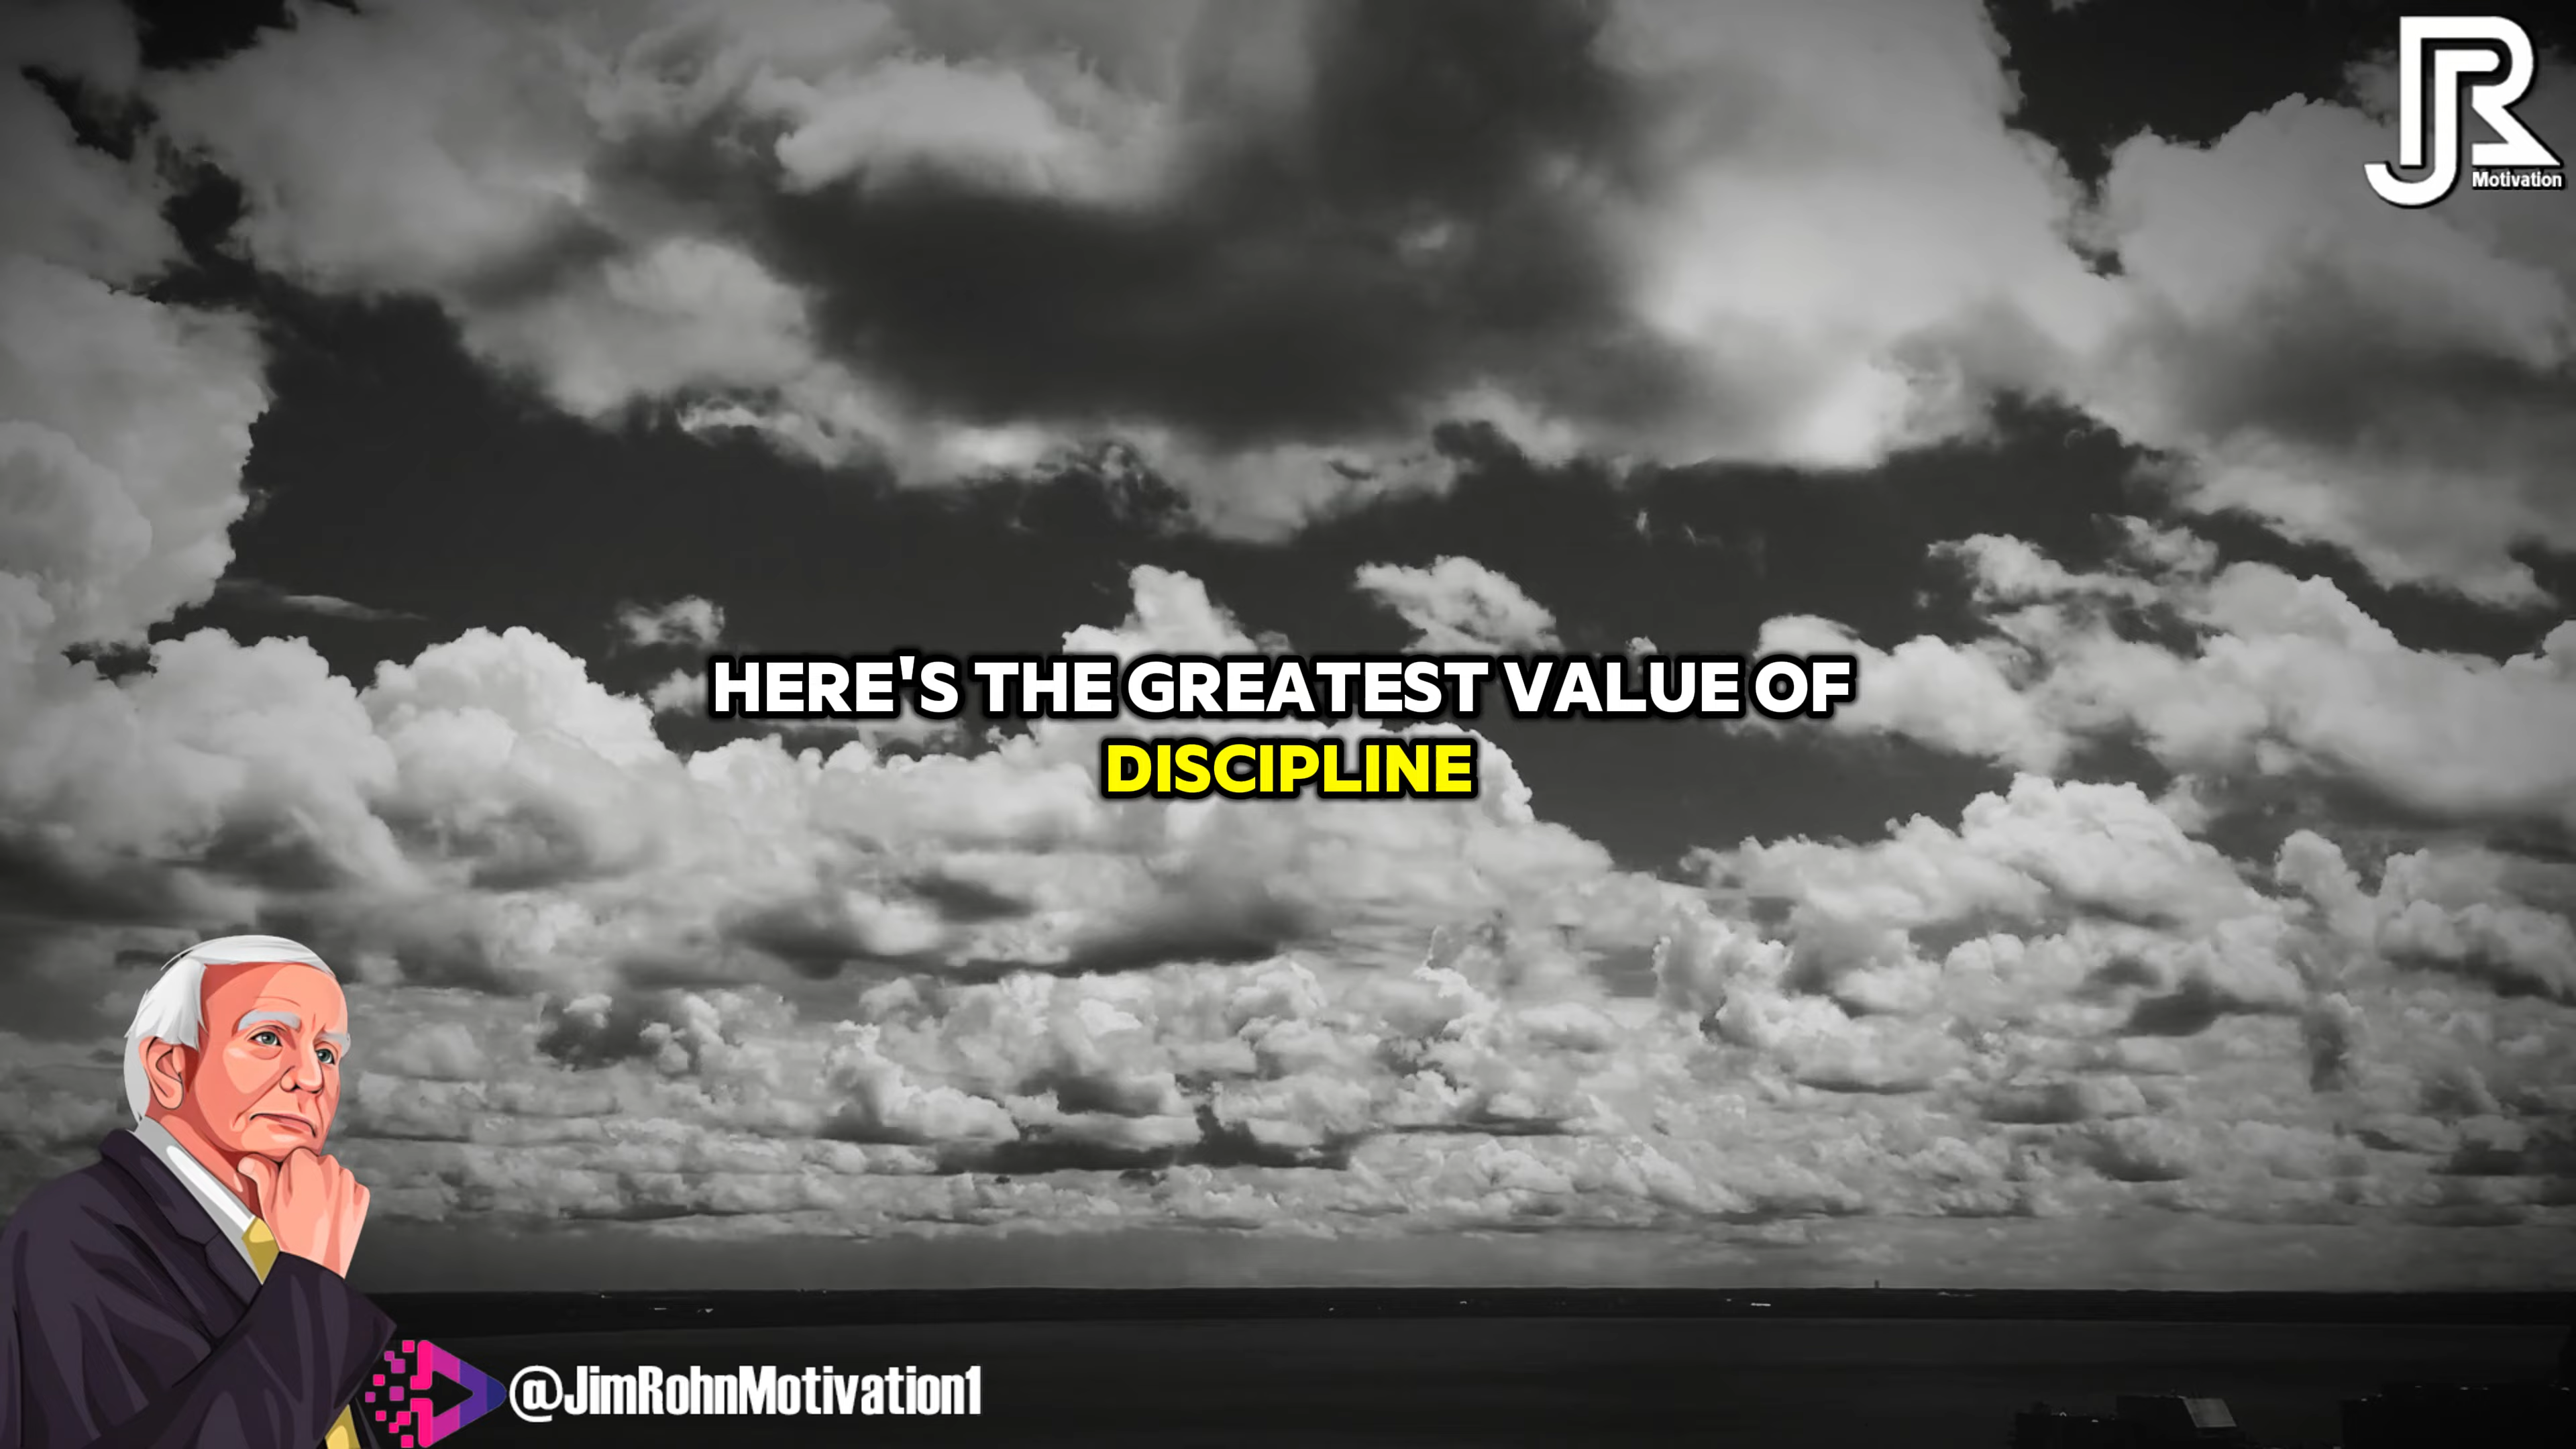 JR
Motivation
HERE'S THE GREATEST VALUE OF
DISCIPLINE
@JimRohnMotivation1